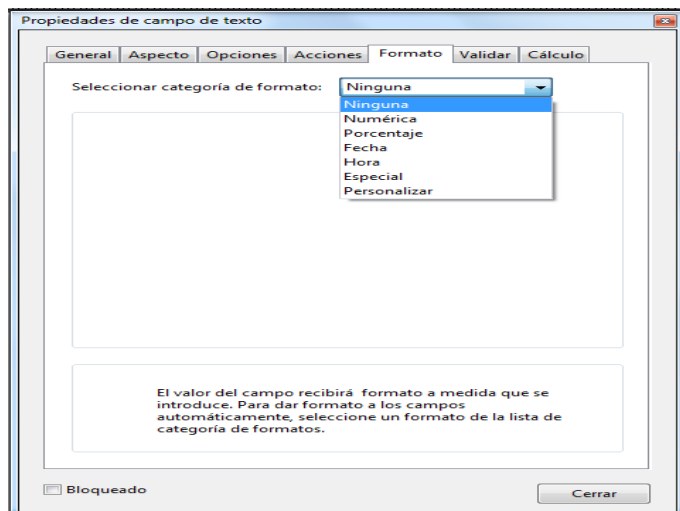 Propiedades de campo de texto
General Aspecto Opciones Acciones Formato Validar Cálculo
Seleccionar categoría de formato: Ninguna
Ninguna
Numérica
Porcentaje
Fecha
Hora
Especial
Personalizar
El valor del campo recibirá formato a medida que se
introduce. Para dar formato a los campos
automáticamente, seleccione un formato de la lista de
categoría de formatos.
Bloqueado
Cerrar